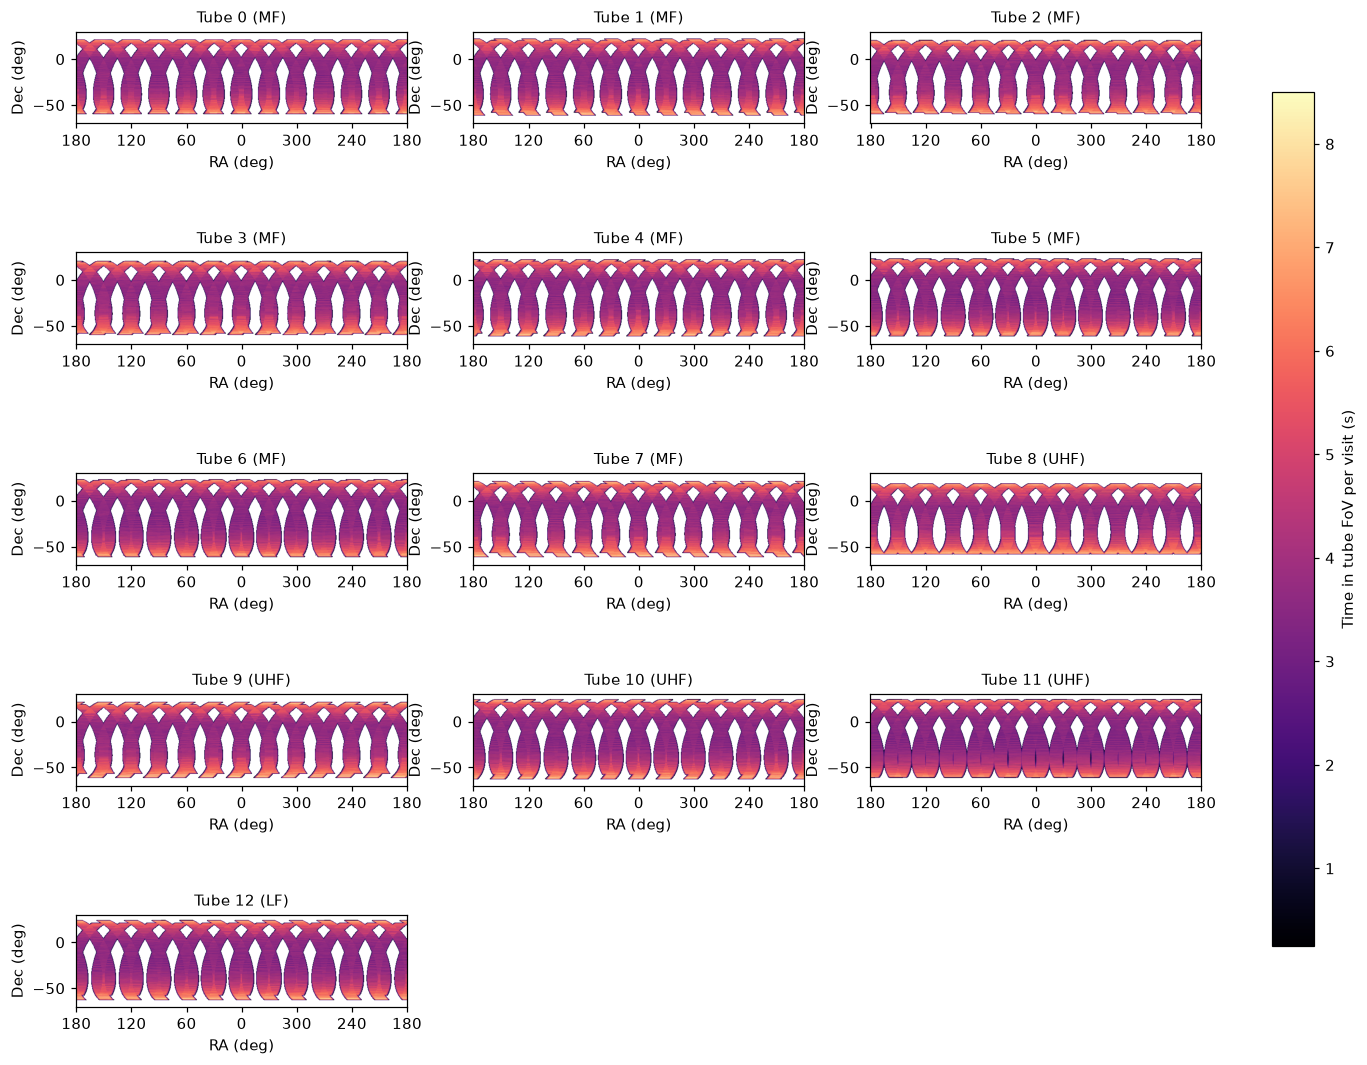 Tube 0 (MF)
Tube 1 (MF)
Tube 2 (MF)
Dec (deg)
0
−50
180 120 60 0 300 240 180
RA (deg)
Dec (deg)
0
−50
180 120 60 0 300 240 180
RA (deg)
Dec (deg)
0
−50
180 120 60 0 300 240 180
RA (deg)
Tube 3 (MF)
Tube 4 (MF)
Tube 5 (MF)
Dec (deg)
0
−50
180 120 60 0 300 240 180
RA (deg)
Dec (deg)
0
−50
180 120 60 0 300 240 180
RA (deg)
Dec (deg)
0
−50
180 120 60 0 300 240 180
RA (deg)
Tube 6 (MF)
Tube 7 (MF)
Tube 8 (UHF)
Dec (deg)
0
−50
180 120 60 0 300 240 180
RA (deg)
Dec (deg)
0
−50
180 120 60 0 300 240 180
RA (deg)
Dec (deg)
0
−50
180 120 60 0 300 240 180
RA (deg)
Tube 9 (UHF)
Tube 10 (UHF)
Tube 11 (UHF)
Dec (deg)
0
−50
180 120 60 0 300 240 180
RA (deg)
Dec (deg)
0
−50
180 120 60 0 300 240 180
RA (deg)
Dec (deg)
0
−50
180 120 60 0 300 240 180
RA (deg)
Tube 12 (LF)
Dec (deg)
0
−50
180 120 60 0 300 240 180
RA (deg)
8
7
6
5
4
3
2
1
Time in tube FoV per visit (s)